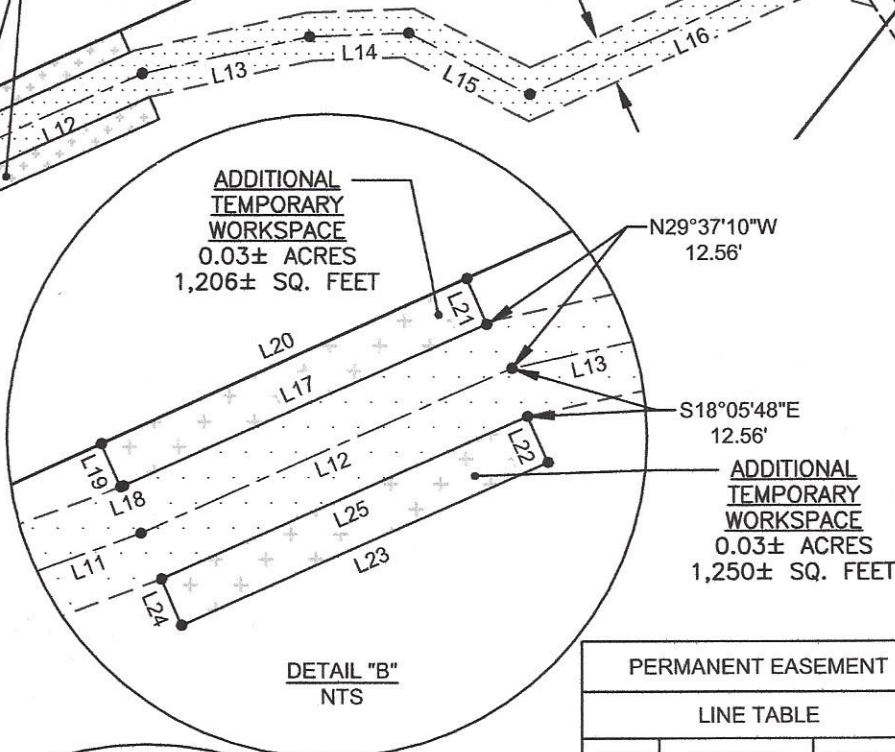 L12
L13
L14
L15
L16
ADDITIONAL
TEMPORARY
WORKSPACE
0.03± ACRES
1,206± SQ. FEET
N29°37'10"W
12.56'
L20
L21
L17
L13
S18°05'48"E
12.56'
L19
L18
L12
L22
L25
L11
L23
L24
ADDITIONAL
TEMPORARY
WORKSPACE
0.03± ACRES
1,250± SQ. FEET
DETAIL "B"
NTS
PERMANENT EASEMENT
LINE TABLE